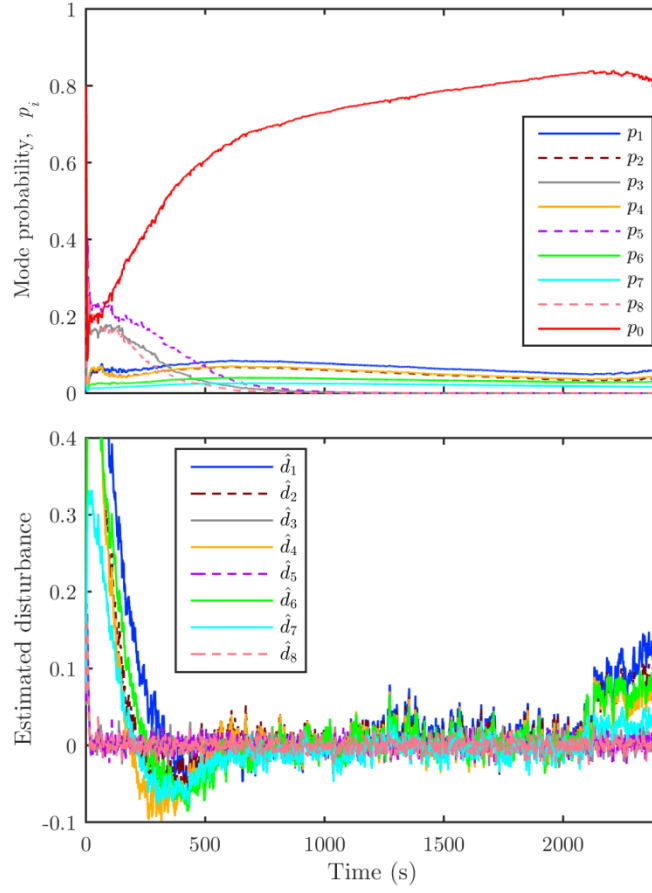 1
0.8
0.6
0.4
0.2
0
Mode probability, p_i
p_1
p_2
p_3
p_4
p_5
p_6
p_7
p_8
p_0
0.4
0.3
0.2
0.1
0
-0.1
Estimated disturbance
d̂_1
d̂_2
d̂_3
d̂_4
d̂_5
d̂_6
d̂_7
d̂_8
0 500 1000 1500 2000
Time (s)